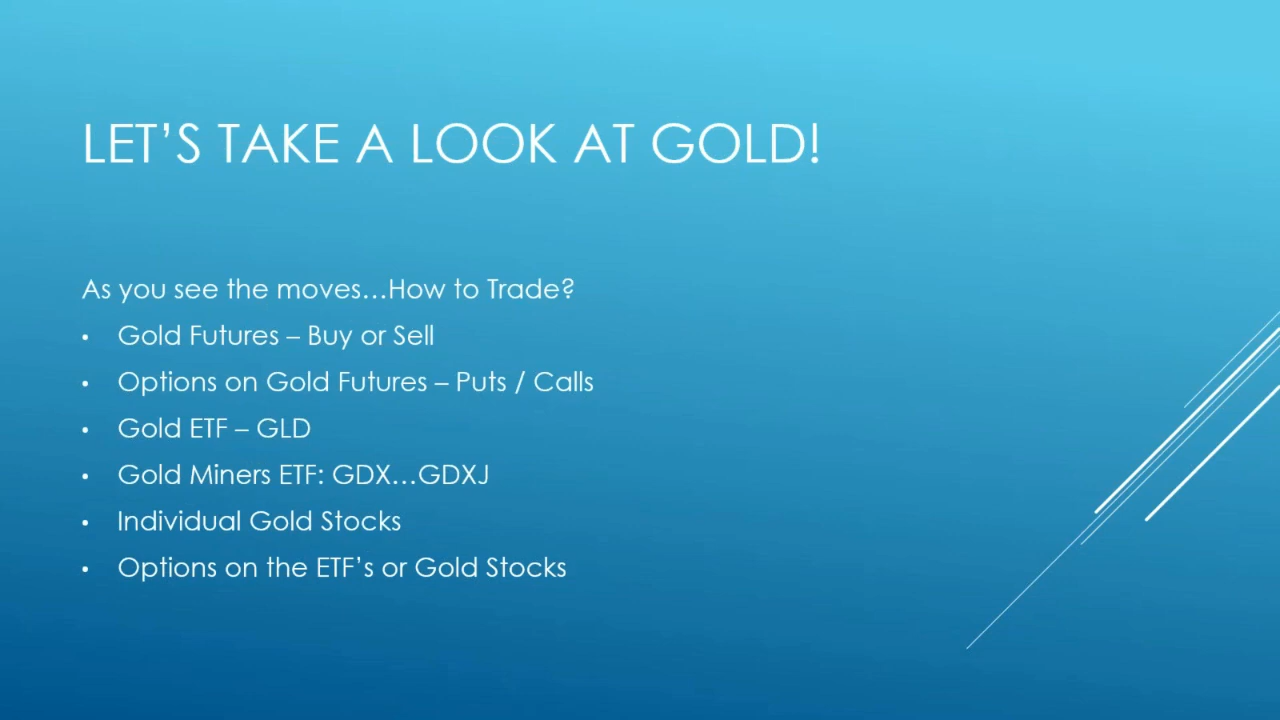 LET’S TAKE A LOOK AT GOLD!
As you see the moves…How to Trade?
• Gold Futures – Buy or Sell
• Options on Gold Futures – Puts / Calls
• Gold ETF – GLD
• Gold Miners ETF: GDX…GDXJ
• Individual Gold Stocks
• Options on the ETF’s or Gold Stocks